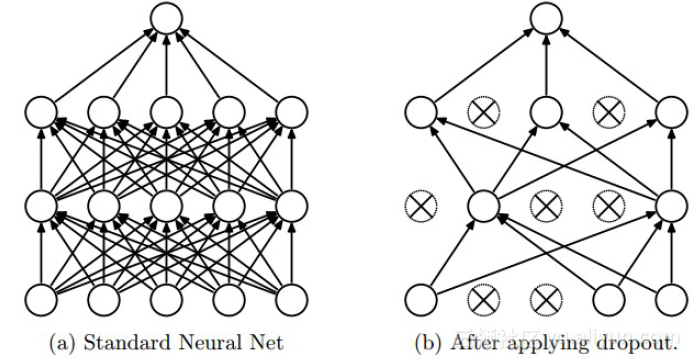 (a) Standard Neural Net
(b) After applying dropout.